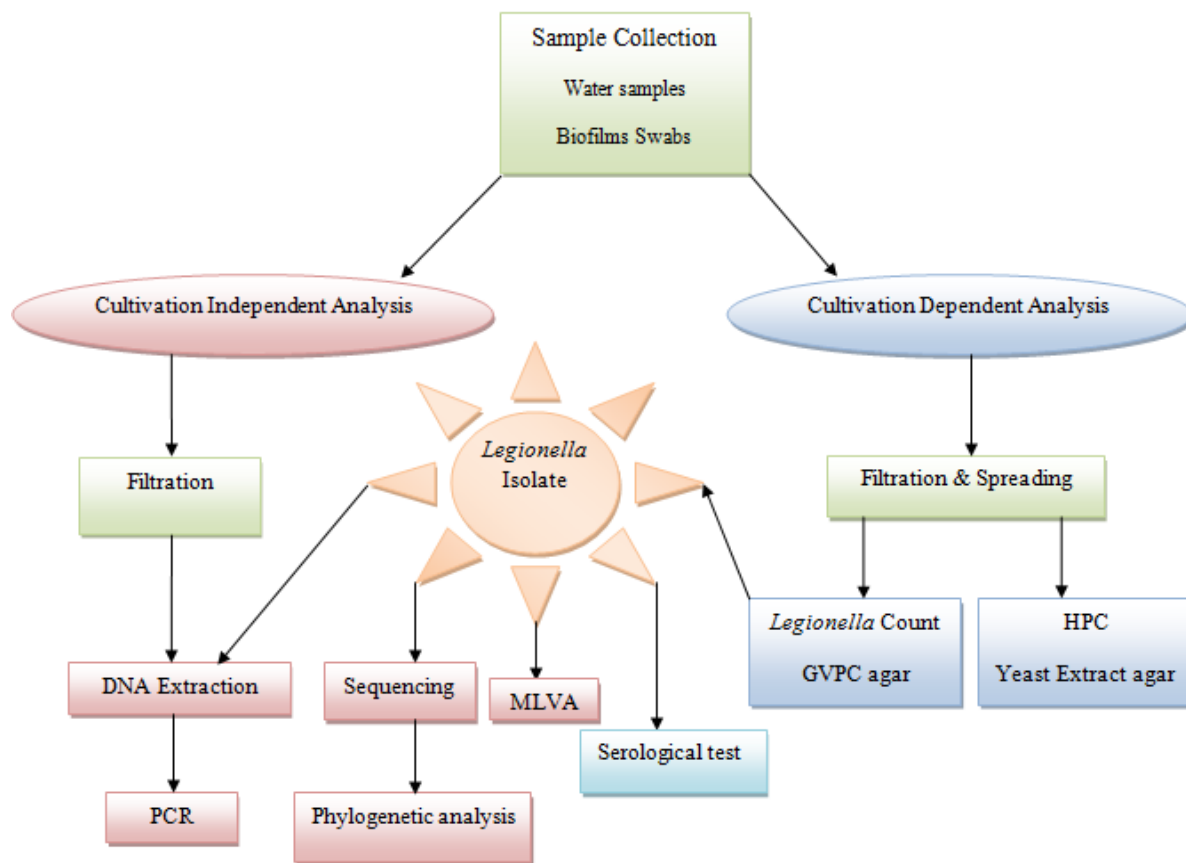 Sample Collection
Water samples
Biofilms Swabs
Cultivation Independent Analysis
Cultivation Dependent Analysis
Legionella
Isolate
Filtration
Filtration & Spreading
Legionella Count
GVPC agar
HPC
Yeast Extract agar
DNA Extraction
Sequencing
MLVA
Serological test
PCR
Phylogenetic analysis